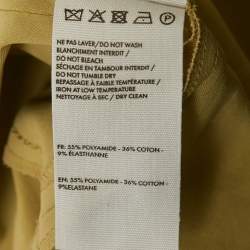 NE PAS LAVER/DO NOT WASH
BLANCHIMENT INTERDIT /
DO NOT BLEACH
SÉCHAGE EN TAMBOUR INTERDIT /
DO NOT TUMBLE DRY
REPASSAGE À FAIBLE TEMPÉRATURE /
IRON AT LOW TEMPERATURE
NETTOYAGE À SEC / DRY CLEAN
FR: 55% POLYAMIDE - 36% COTON -
9% ÉLASTHANNE
EN: 55% POLYAMIDE - 36% COTTON -
9%ELASTANE